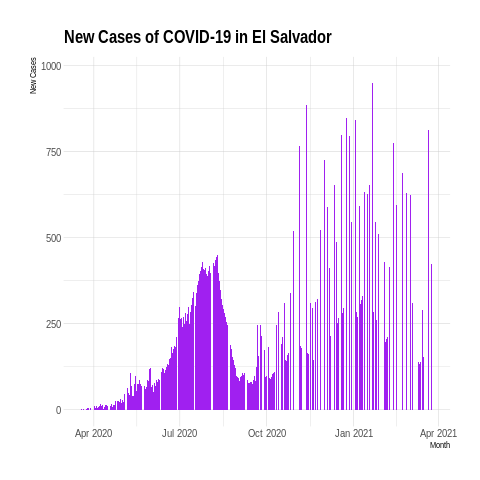 New Cases of COVID-19 in El Salvador
New Cases
1000
750
500
250
0
Apr 2020 Jul 2020 Oct 2020 Jan 2021 Apr 2021
Month